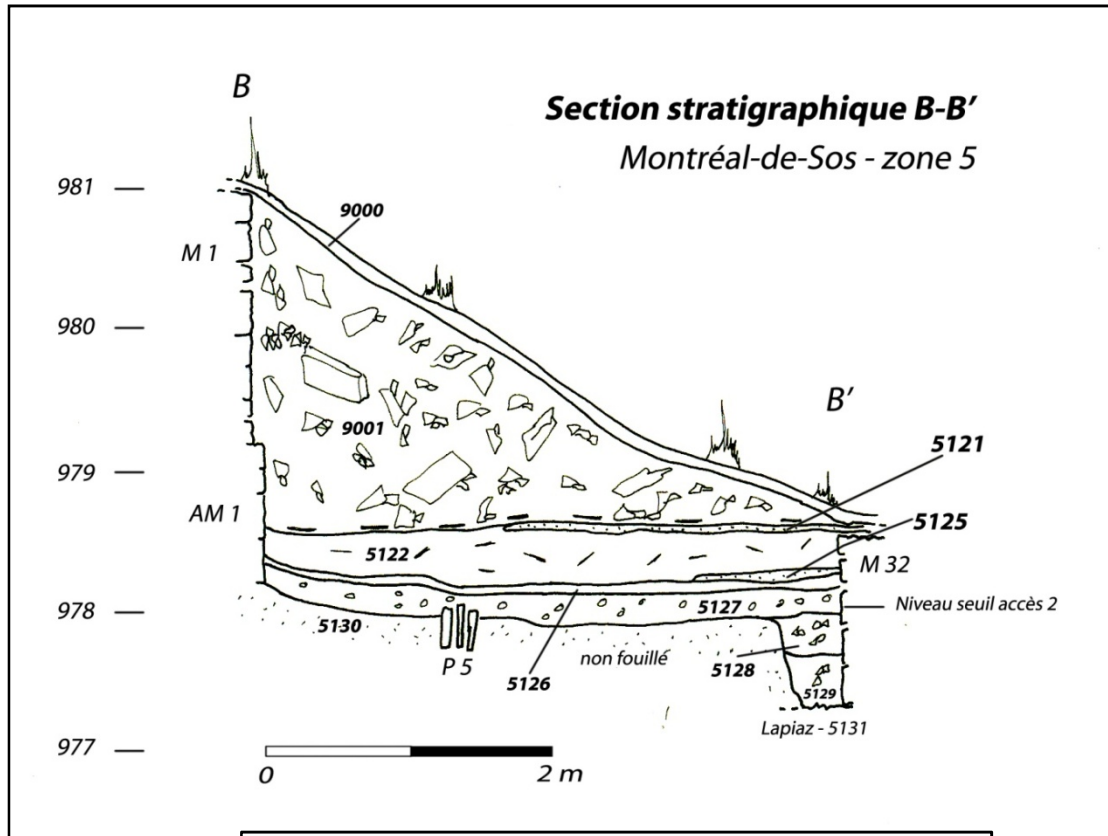 B
Section stratigraphique B-B'
Montréal-de-Sos - zone 5
981
9000
M 1
980
B'
9001
979
5121
AM 1
5125
5122
M 32
978
5127
Niveau seuil accès 2
5130
P 5
non fouillé
5128
5126
5129
Lapiaz - 5131
977
0
2 m